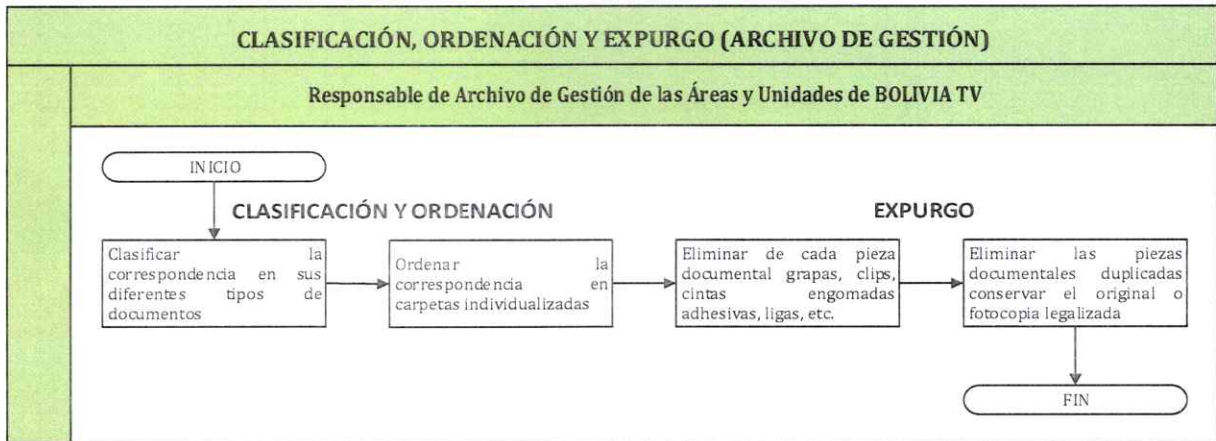 CLASIFICACIÓN, ORDENACIÓN Y EXPURGO (ARCHIVO DE GESTIÓN)
Responsable de Archivo de Gestión de las Áreas y Unidades de BOLIVIA TV
INICIO
CLASIFICACIÓN Y ORDENACIÓN
Clasificar la
correspondencia en sus
diferentes tipos de
documentos
Ordenar la
correspondencia en
carpetas individualizadas
EXPURGO
Eliminar de cada pieza
documental grapas, clips,
cintas engomadas
adhesivas, ligas, etc.
Eliminar las piezas
documentales duplicadas
conservar el original o
fotocopia legalizada
FIN